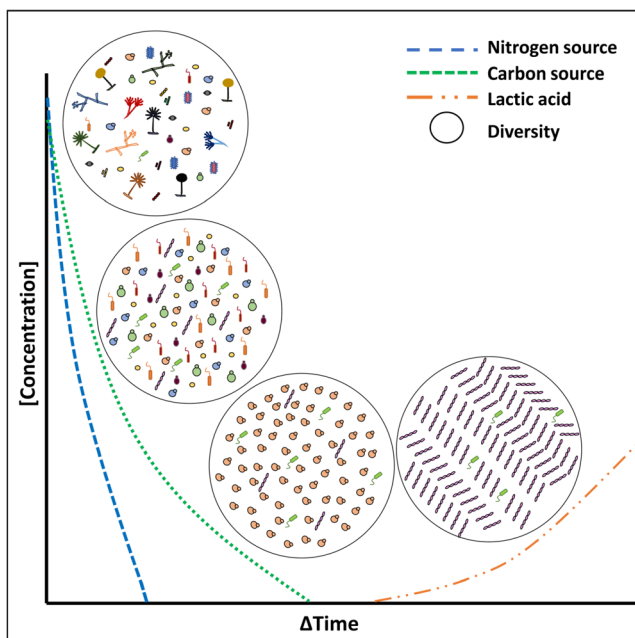 Nitrogen source
Carbon source
Lactic acid
Diversity
[Concentration]
ΔTime